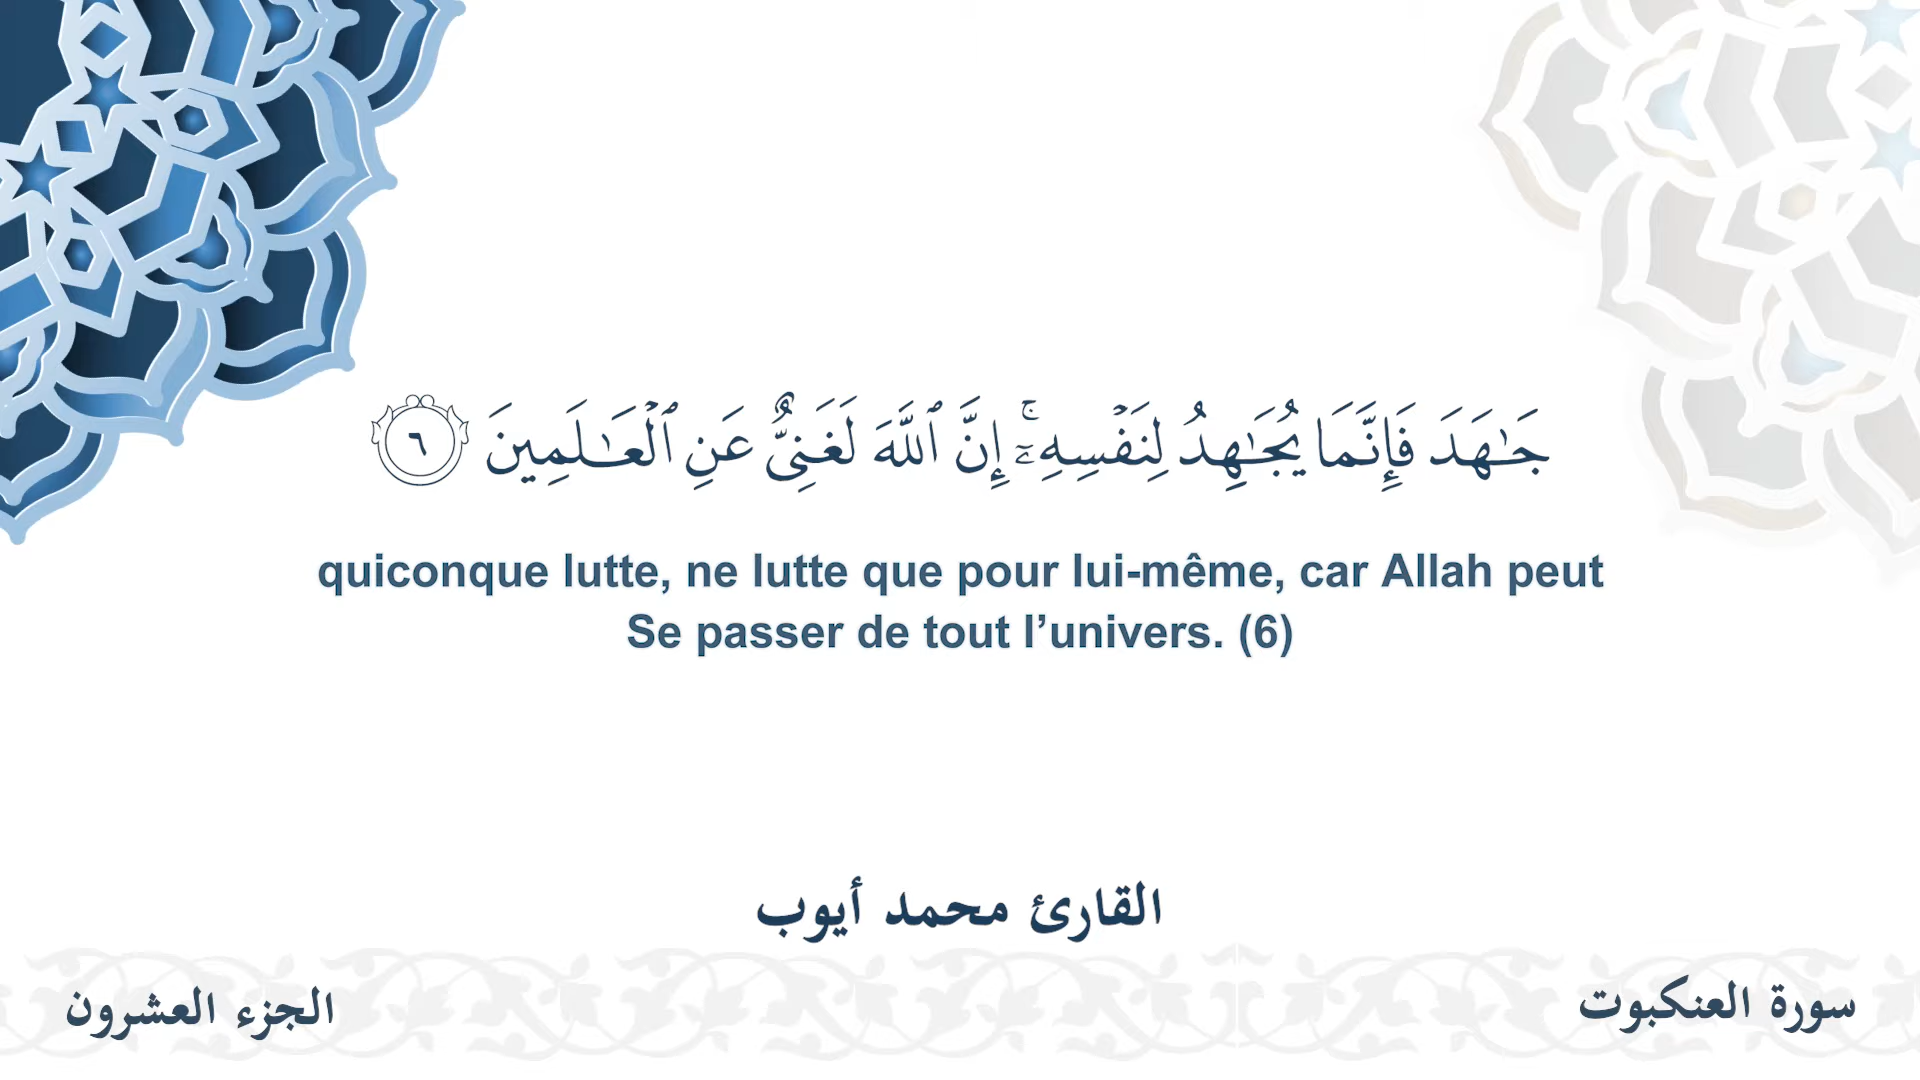 جَـٰهَدَ فَإِنَّمَا يُجَـٰهِدُ لِنَفْسِهِۦٓ ۚ إِنَّ ٱللَّهَ لَغَنِىٌّ عَنِ ٱلْعَـٰلَمِينَ ٦
quiconque lutte, ne lutte que pour lui-même, car Allah peut
Se passer de tout l’univers. (6)
القارئ محمد أيوب
سورة العنكبوت
الجزء العشرون